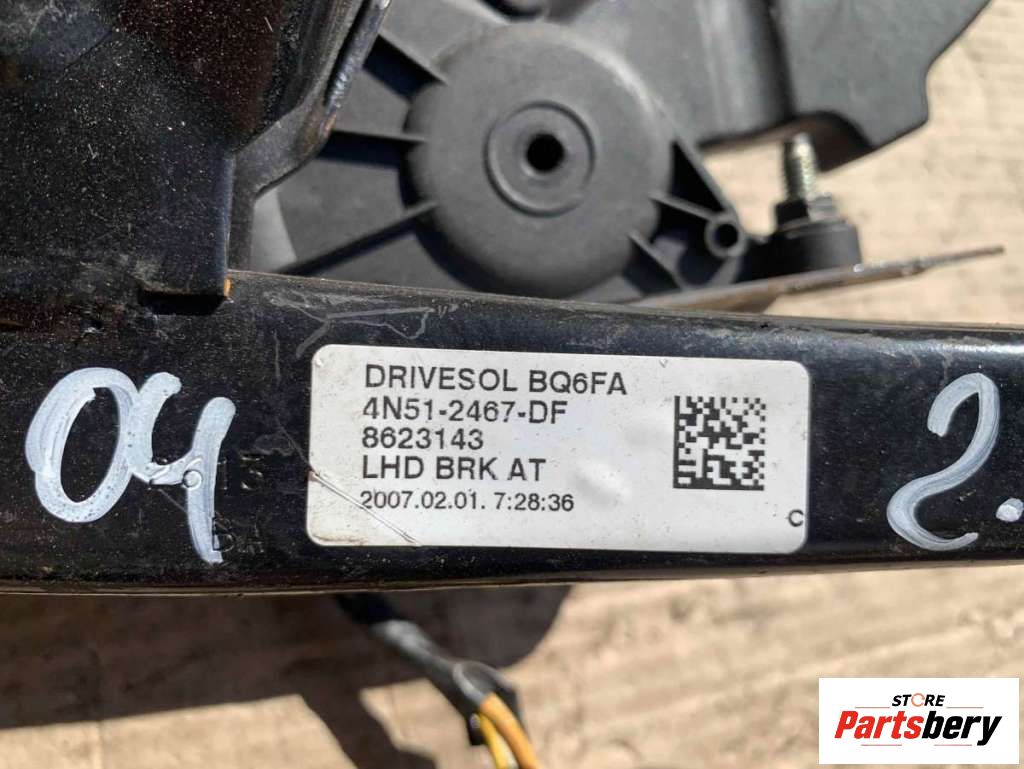 DRIVESOL BQ6FA
4N51-2467-DF
8623143
LHD BRK AT
2007.02.01. 7:28:36
C
04
2.
STORE
Partsbery